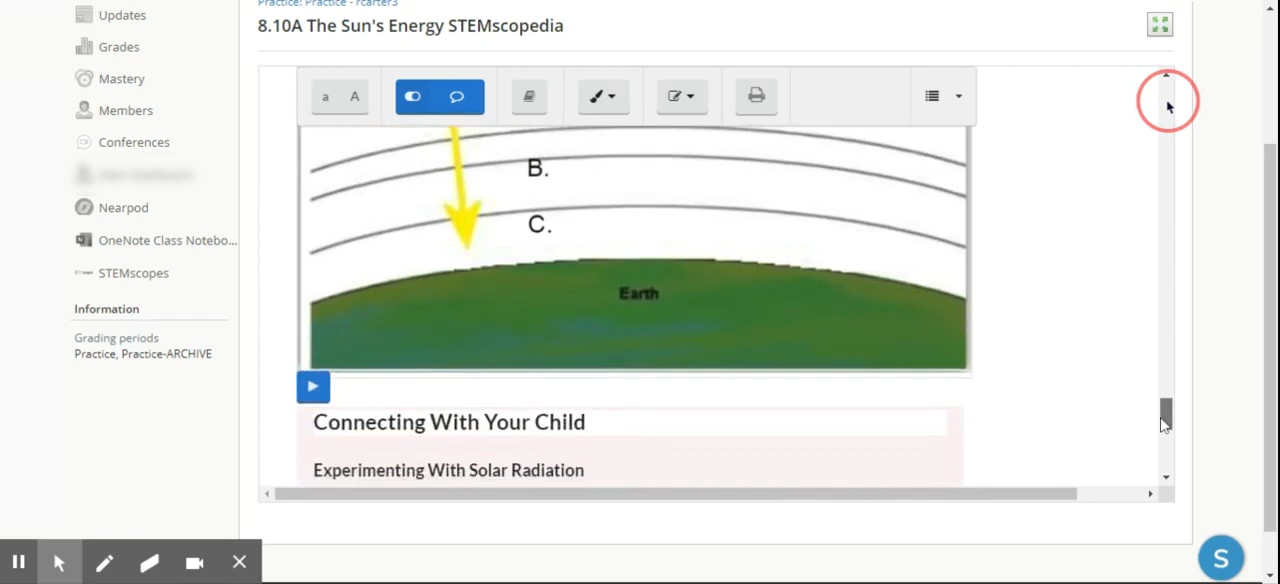 Practice: Practice - rcarter3
Updates
8.10A The Sun's Energy STEMscopedia
Grades
Mastery
Members
Conferences
Nearpod
OneNote Class Notebo...
STEMscopes
Information
Grading periods
Practice, Practice-ARCHIVE
a A
B.
C.
Earth
Connecting With Your Child
Experimenting With Solar Radiation
S